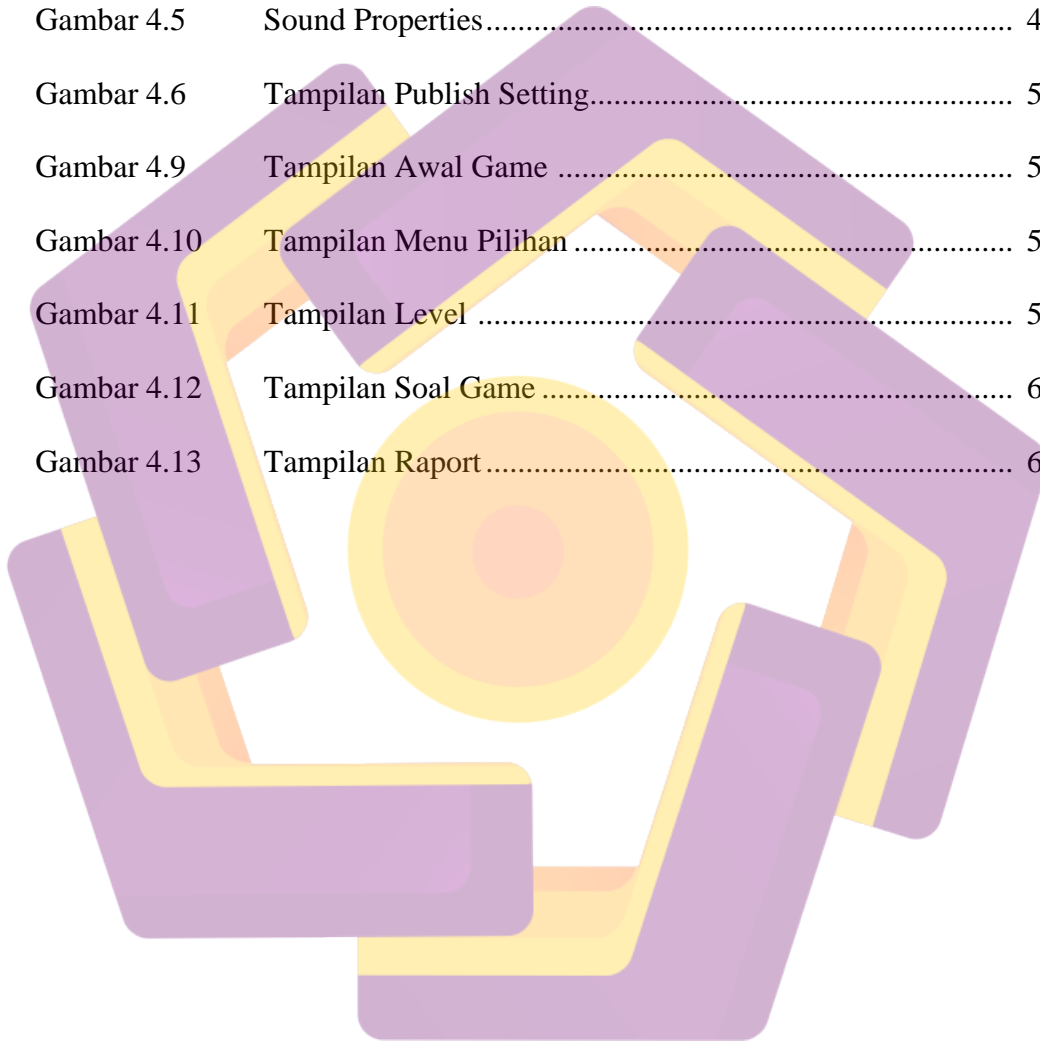 Gambar 4.5 Sound Properties................................................................... 4
Gambar 4.6 Tampilan Publish Setting...................................................... 5
Gambar 4.9 Tampilan Awal Game .......................................................... 5
Gambar 4.10 Tampilan Menu Pilihan ........................................................ 5
Gambar 4.11 Tampilan Level .................................................................... 5
Gambar 4.12 Tampilan Soal Game ............................................................ 6
Gambar 4.13 Tampilan Raport................................................................... 6